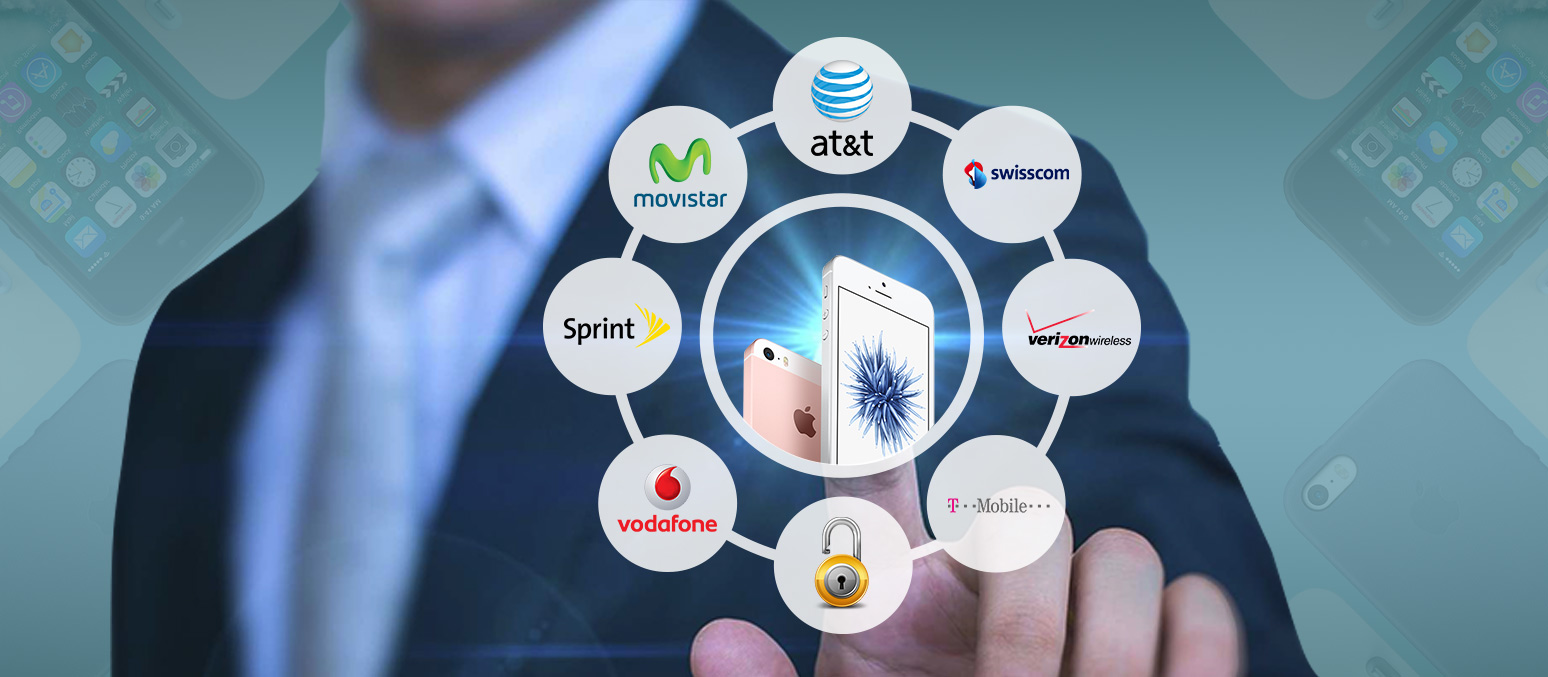 at&t
movistar
swisscom
Sprint
verizonwireless
vodafone
T··Mobile···